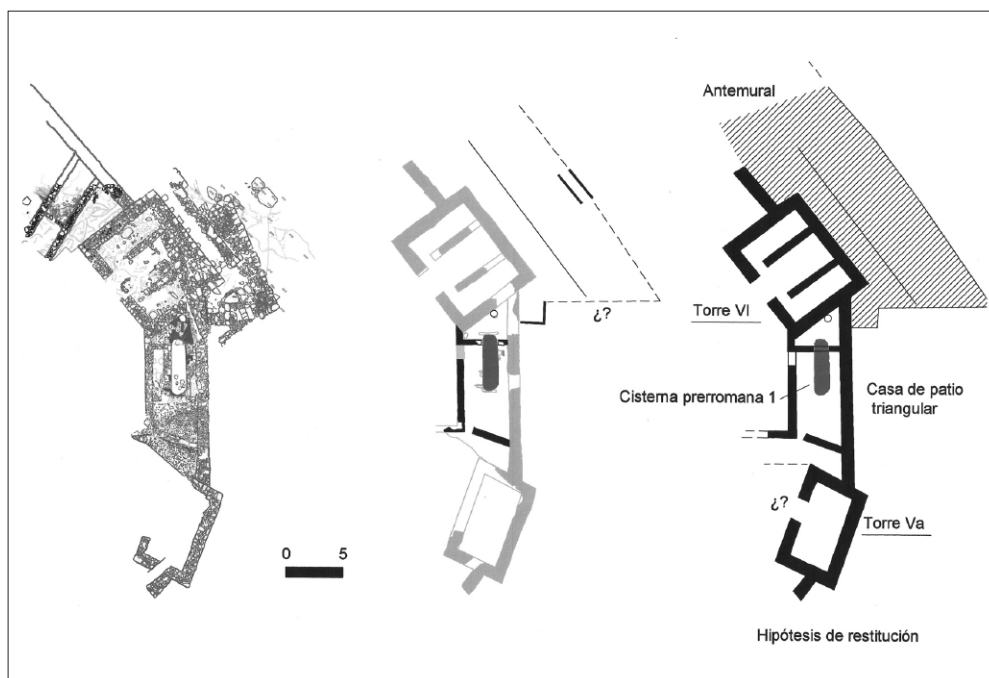 Antemural
¿?
Torre VI
Cisterna prerromana 1
Casa de patio
triangular
¿?
Torre Va
0 5
Hipótesis de restitución